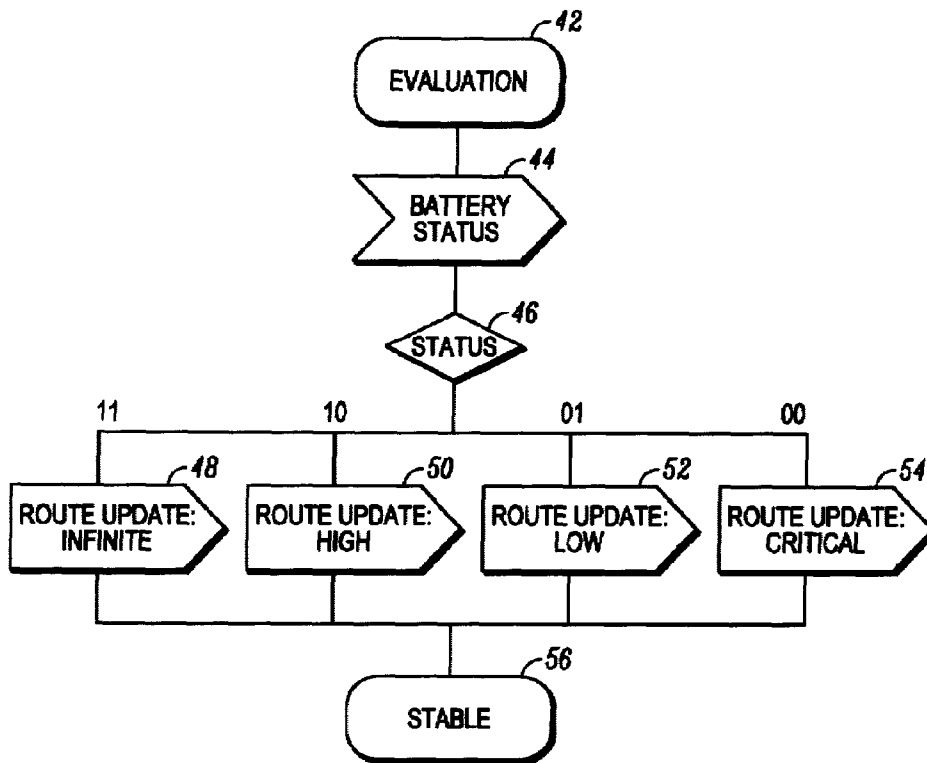 42
EVALUATION
44
BATTERY
STATUS
46
STATUS
11 10 01 00
48 50 52 54
ROUTE UPDATE:
INFINITE
ROUTE UPDATE:
HIGH
ROUTE UPDATE:
LOW
ROUTE UPDATE:
CRITICAL
56
STABLE